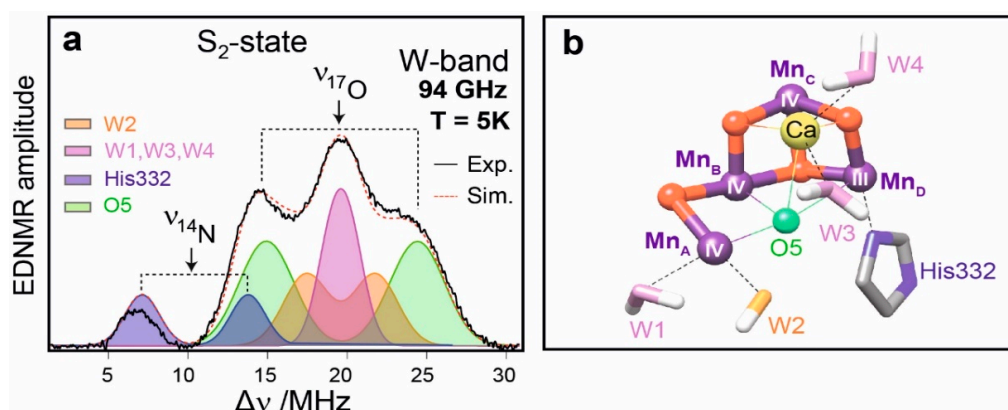 a
S₂-state
W-band
94 GHz
T = 5K
ν₁₇O
W2
W1,W3,W4
His332
O5
Exp.
Sim.
ν₁₄N
EDNMR amplitude
5 10 15 20 25 30
Δν /MHz
b
W4
MnC
IV
Ca
MnB
IV
III
MnD
W3
MnA
IV
O5
His332
W1
W2